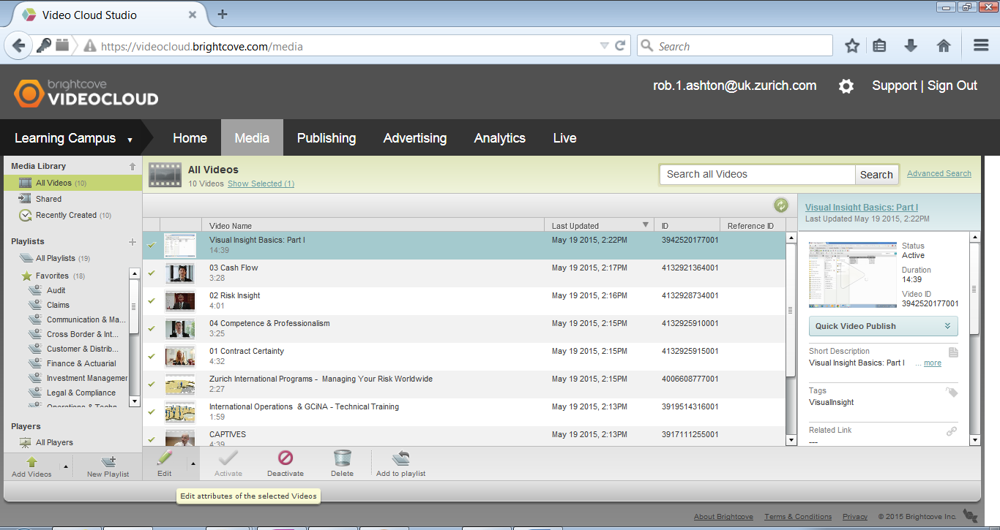 Video Cloud Studio
https://videocloud.brightcove.com/media
Search
brightcove
VIDEOCLOUD
rob.1.ashton@uk.zurich.com
Support | Sign Out
Learning Campus
Home
Media
Publishing
Advertising
Analytics
Live
Media Library
All Videos (10)
Shared
Recently Created (10)
Playlists
All Playlists (19)
Favorites (18)
Audit
Claims
Communication & Ma...
Cross Border & Int...
Customer & Distrib...
Finance & Actuarial
Investment Managemer
Legal & Compliance
Operations & Techn
Players
All Players
Add Videos
New Playlist
All Videos
10 Videos Show Selected (1)
Search all Videos
Search
Advanced Search
Video Name Last Updated ID Reference ID
Visual Insight Basics: Part I May 19 2015, 2:22PM 3942520177001
14:39
03 Cash Flow May 19 2015, 2:17PM 4132921364001
3:28
02 Risk Insight May 19 2015, 2:16PM 4132928734001
4:01
04 Competence & Professionalism May 19 2015, 2:15PM 4132925910001
3:25
01 Contract Certainty May 19 2015, 2:15PM 4132925915001
4:32
Zurich International Programs - Managing Your Risk Worldwide May 19 2015, 2:15PM 4006608777001
2:27
International Operations & GCiNA - Technical Training May 19 2015, 2:13PM 3919514316001
1:59
CAPTIVES May 19 2015, 2:13PM 3917111255001
4:39
Visual Insight Basics: Part I
Last Updated May 19 2015, 2:22PM
Status
Active
Duration
14:39
Video ID
3942520177001
Quick Video Publish
Short Description
Visual Insight Basics: Part I ... more
Tags
VisualInsight
Related Link
---
Edit
Activate
Deactivate
Delete
Add to playlist
Edit attributes of the selected Videos
About Brightcove
Terms & Conditions
Privacy
© 2015 Brightcove Inc.